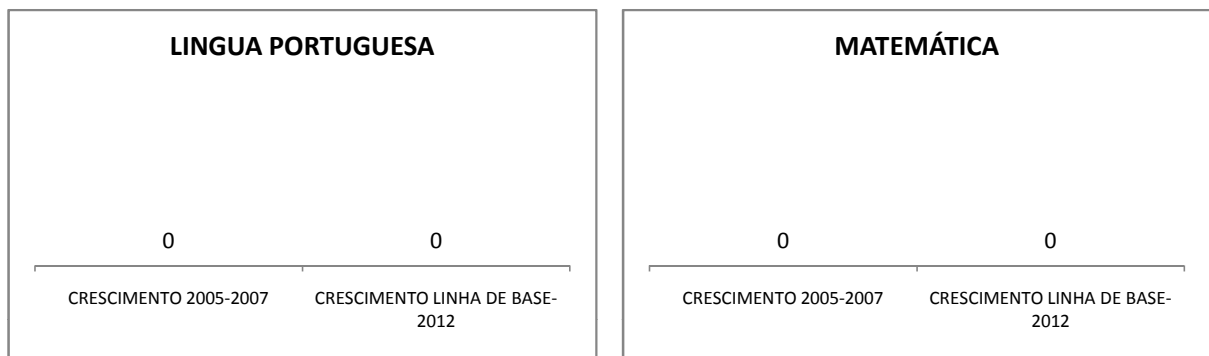 LINGUA PORTUGUESA
0
0
CRESCIMENTO 2005-2007
CRESCIMENTO LINHA DE BASE-
2012
MATEMÁTICA
0
0
CRESCIMENTO 2005-2007
CRESCIMENTO LINHA DE BASE-
2012